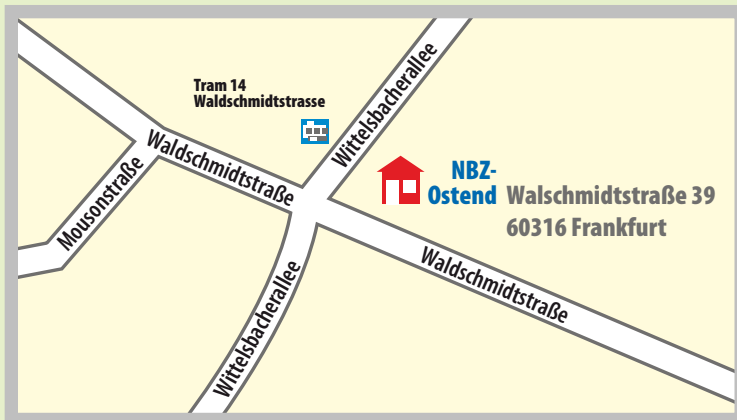 Tram 14
Waldschmidtstrasse
Wittelsbacherallee
Waldschmidtstraße
Mousonstraße
NBZ-
Ostend
Walschmidtstraße 39
60316 Frankfurt
Waldschmidtstraße
Wittelsbacherallee